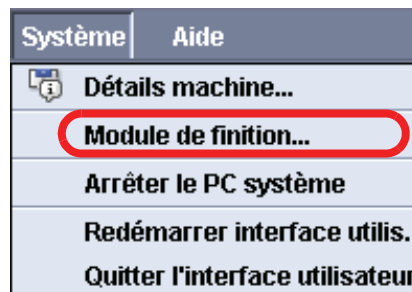 Système Aide
Détails machine...
Module de finition...
Arrêter le PC système
Redémarrer interface utilis.
Quitter l'interface utilisateur